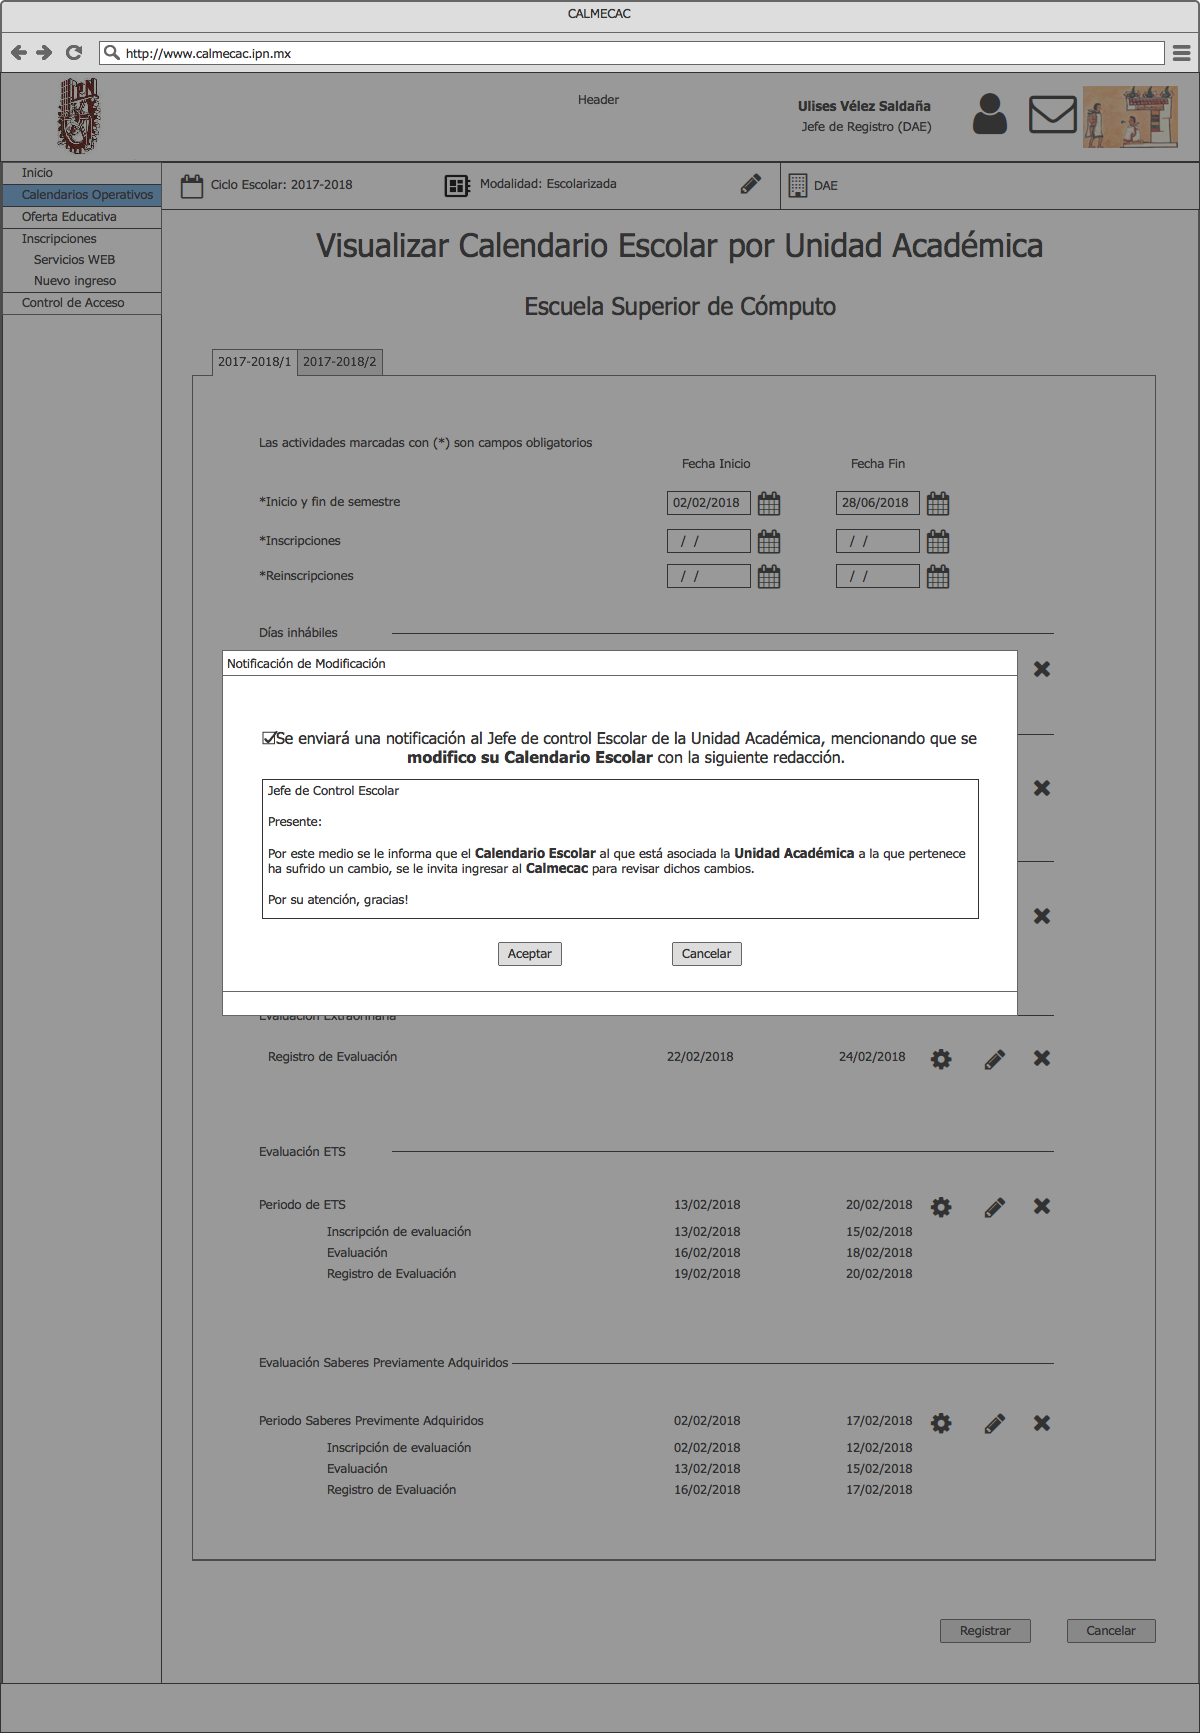 CALMECAC
http://www.calmecac.ipn.mx
IPN
Header
Ulises Vélez Saldaña
Jefe de Registro (DAE)
Inicio
Calendarios Operativos
Oferta Educativa
Inscripciones
Servicios WEB
Nuevo ingreso
Control de Acceso
Ciclo Escolar: 2017-2018
Modalidad: Escolarizada
DAE
Visualizar Calendario Escolar por Unidad Académica
Escuela Superior de Cómputo
2017-2018/1 2017-2018/2
Las actividades marcadas con (*) son campos obligatorios
Fecha Inicio Fecha Fin
*Inicio y fin de semestre 02/02/2018 28/06/2018
*Inscripciones / / / /
*Reinscripciones / / / /
Días inhábiles
Notificación de Modificación
Se enviará una notificación al Jefe de control Escolar de la Unidad Académica, mencionando que se
modifico su Calendario Escolar con la siguiente redacción.
Jefe de Control Escolar
Presente:
Por este medio se le informa que el Calendario Escolar al que está asociada la Unidad Académica a la que pertenece
ha sufrido un cambio, se le invita ingresar al Calmecac para revisar dichos cambios.
Por su atención, gracias!
Aceptar Cancelar
Evaluación Extraorinaria
Registro de Evaluación 22/02/2018 24/02/2018
Evaluación ETS
Periodo de ETS 13/02/2018 20/02/2018
Inscripción de evaluación 13/02/2018 15/02/2018
Evaluación 16/02/2018 18/02/2018
Registro de Evaluación 19/02/2018 20/02/2018
Evaluación Saberes Previamente Adquiridos
Periodo Saberes Previmente Adquiridos 02/02/2018 17/02/2018
Inscripción de evaluación 02/02/2018 12/02/2018
Evaluación 13/02/2018 15/02/2018
Registro de Evaluación 16/02/2018 17/02/2018
Registrar Cancelar